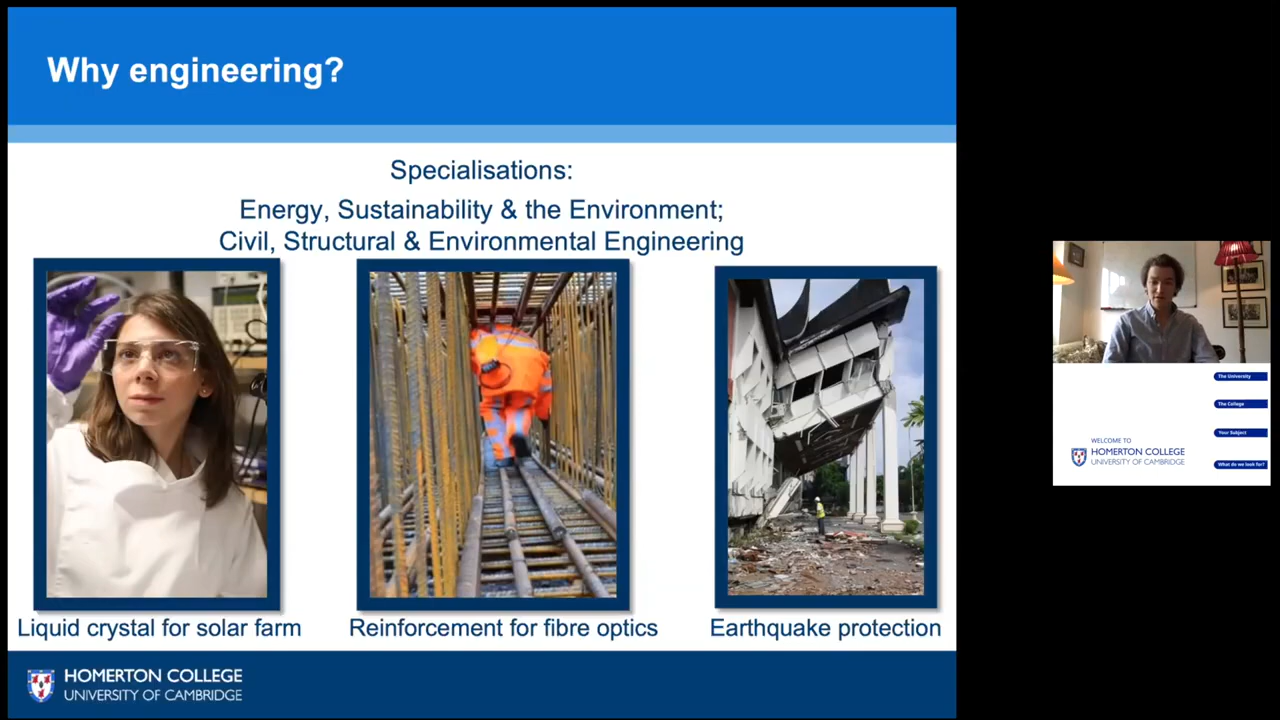 Why engineering?
Specialisations:
Energy, Sustainability & the Environment;
Civil, Structural & Environmental Engineering
Liquid crystal for solar farm
Reinforcement for fibre optics
Earthquake protection
HOMERTON COLLEGE
UNIVERSITY OF CAMBRIDGE
The University
The College
Your Subject
What do we look for?
WELCOME TO
HOMERTON COLLEGE
UNIVERSITY OF CAMBRIDGE